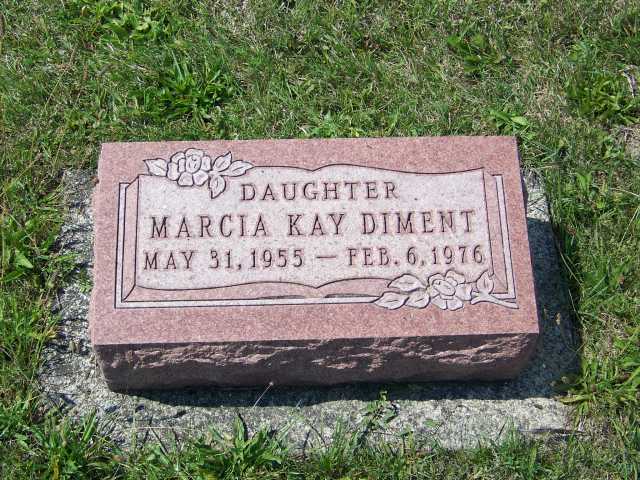 DAUGHTER
MARCIA KAY DIMENT
MAY 31, 1955 — FEB. 6, 1976